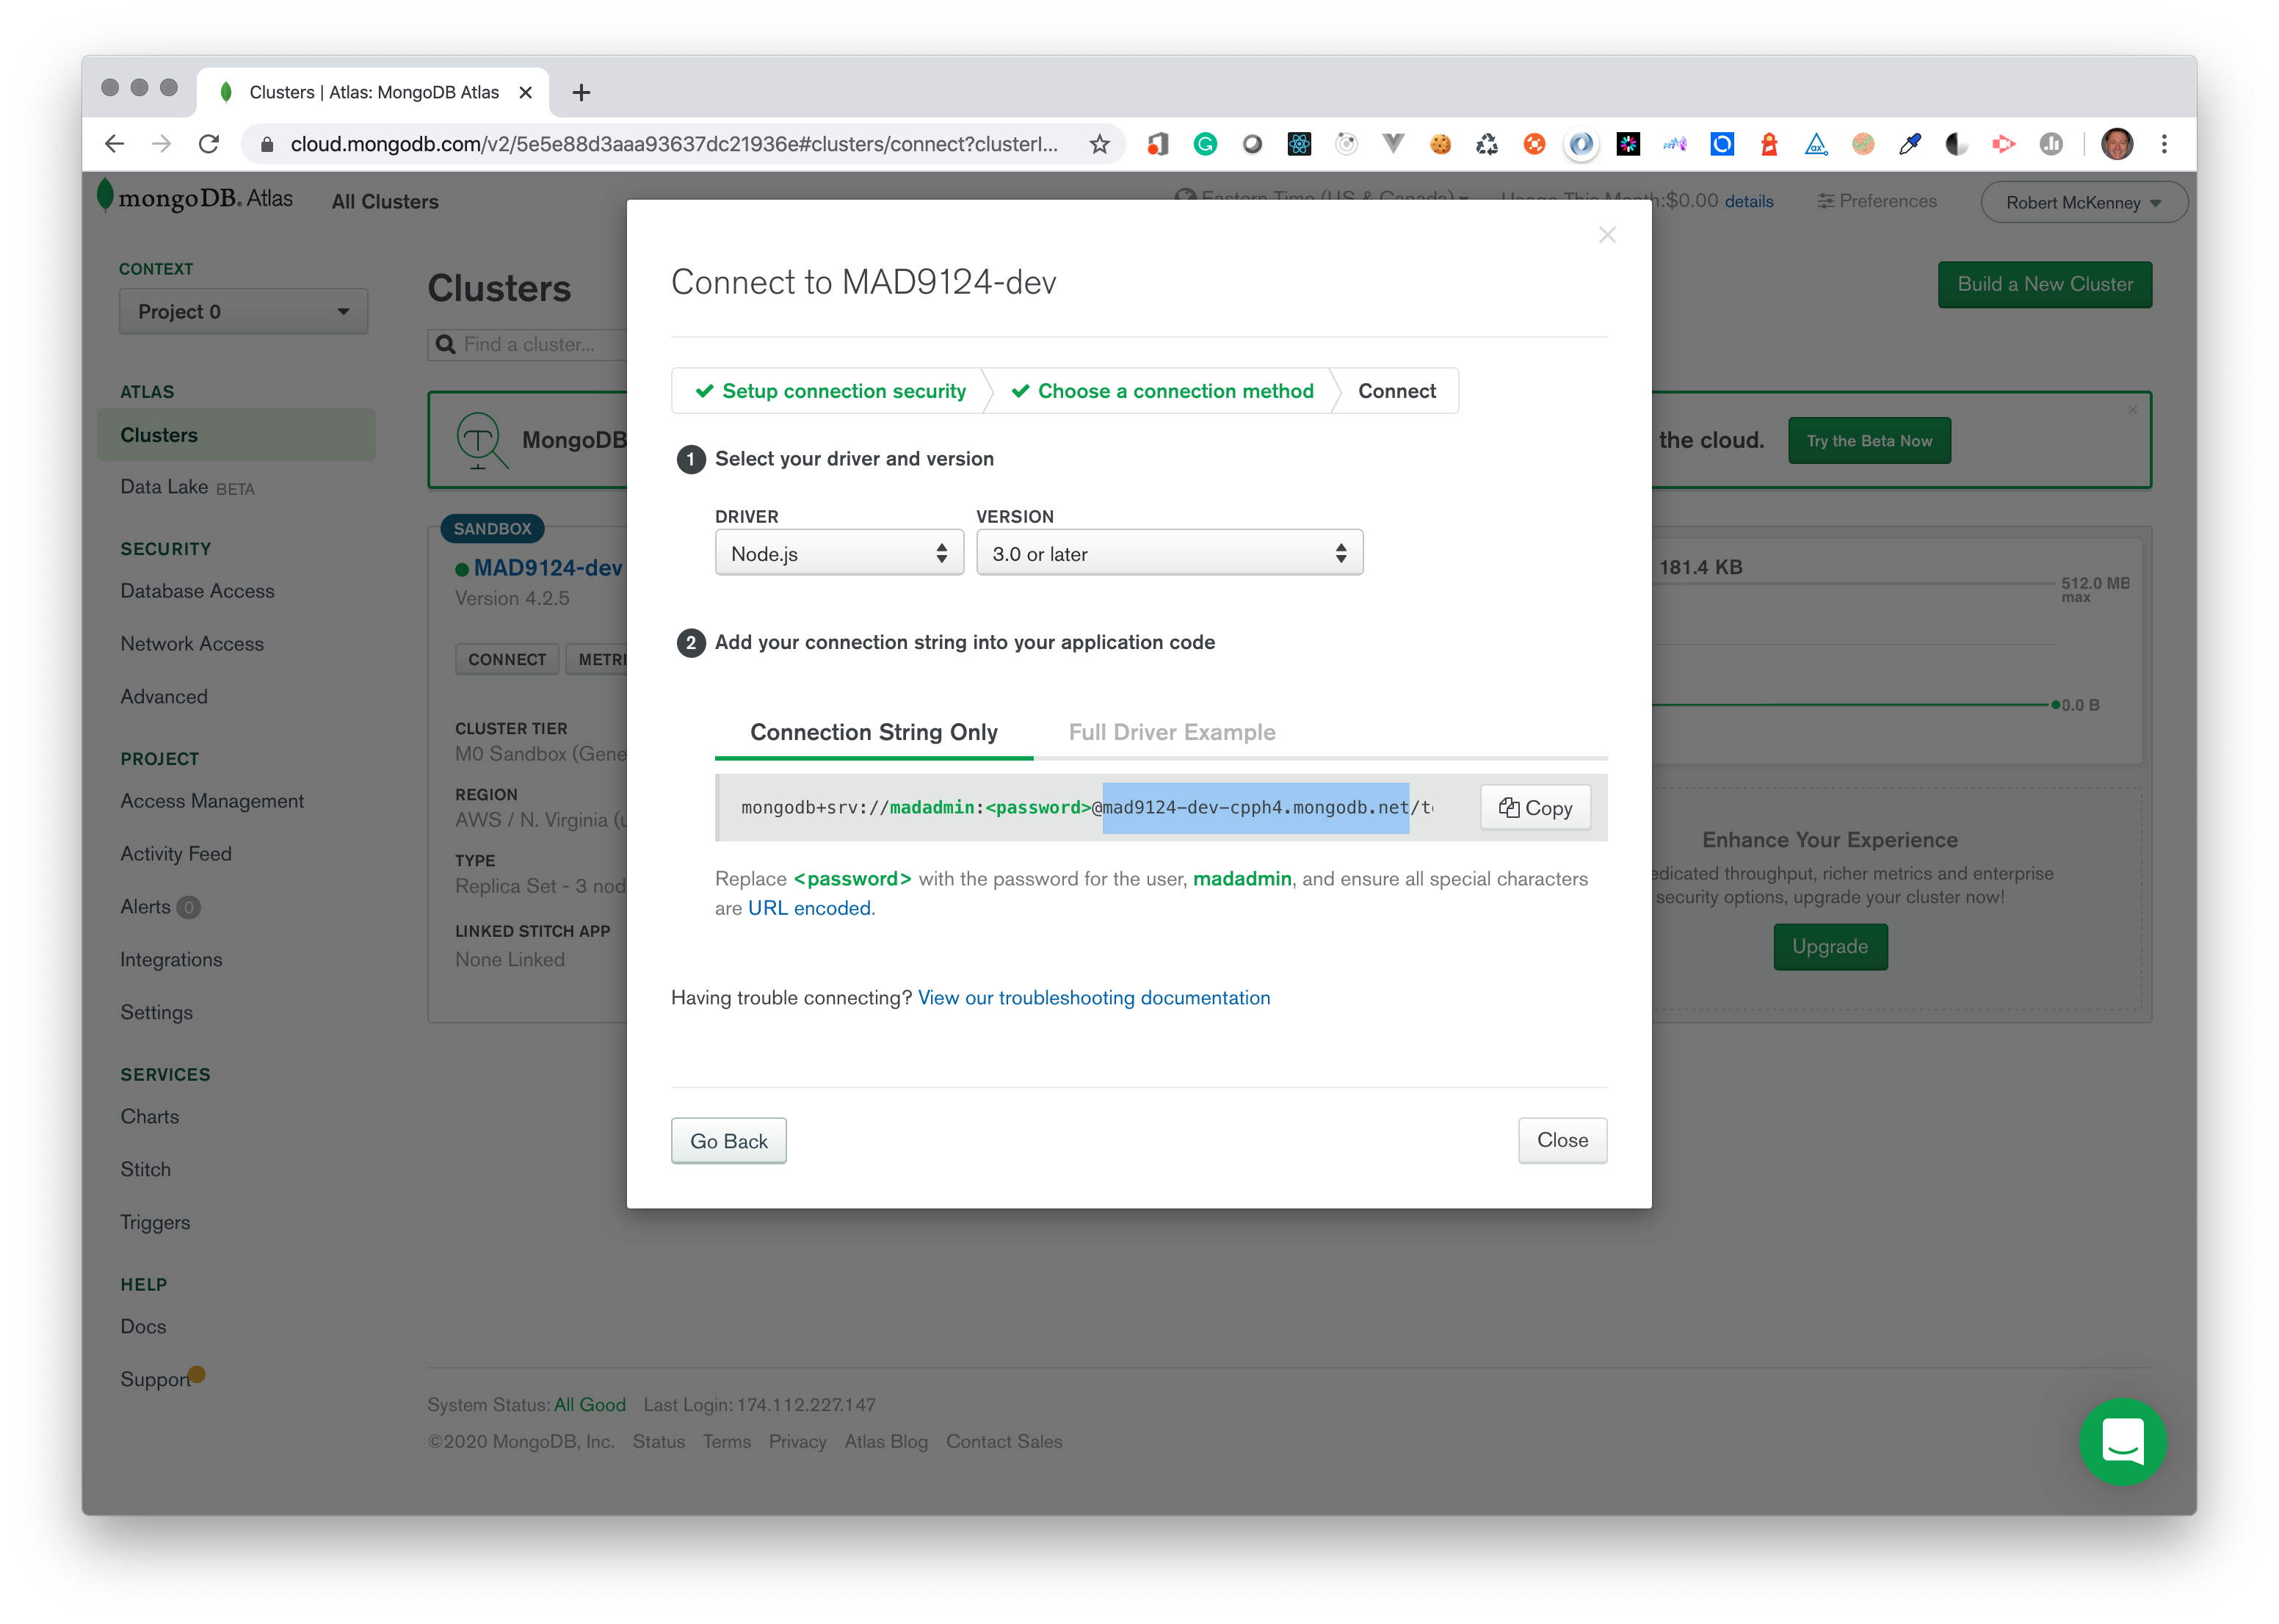 Clusters | Atlas: MongoDB Atlas
cloud.mongodb.com/v2/5e5e88d3aaa93637dc21936e#clusters/connect?clusterI...
mongoDB. Atlas
All Clusters
Eastern Time (US & Canada)
Usage This Month:$0.00 details
Preferences
Robert McKenney
CONTEXT
Project 0
ATLAS
Clusters
Data Lake BETA
SECURITY
Database Access
Network Access
Advanced
PROJECT
Access Management
Activity Feed
Alerts 0
Integrations
Settings
SERVICES
Charts
Stitch
Triggers
HELP
Docs
Support
Clusters
Find a cluster...
Build a New Cluster
MongoDB
the cloud.
Try the Beta Now
SANDBOX
MAD9124-dev
Version 4.2.5
CONNECT
METRI
CLUSTER TIER
M0 Sandbox (Gene
REGION
AWS / N. Virginia (u
TYPE
Replica Set - 3 nod
LINKED STITCH APP
None Linked
181.4 KB
512.0 MB
max
0.0 B
Enhance Your Experience
edicated throughput, richer metrics and enterprise
security options, upgrade your cluster now!
Upgrade
Connect to MAD9124-dev
Setup connection security
Choose a connection method
Connect
1 Select your driver and version
DRIVER
VERSION
Node.js
3.0 or later
2 Add your connection string into your application code
Connection String Only
Full Driver Example
mongodb+srv://madadmin:<password>@mad9124-dev-cpph4.mongodb.net/t
Copy
Replace <password> with the password for the user, madadmin, and ensure all special characters
are URL encoded.
Having trouble connecting? View our troubleshooting documentation
Go Back
Close
System Status: All Good Last Login: 174.112.227.147
©2020 MongoDB, Inc. Status Terms Privacy Atlas Blog Contact Sales